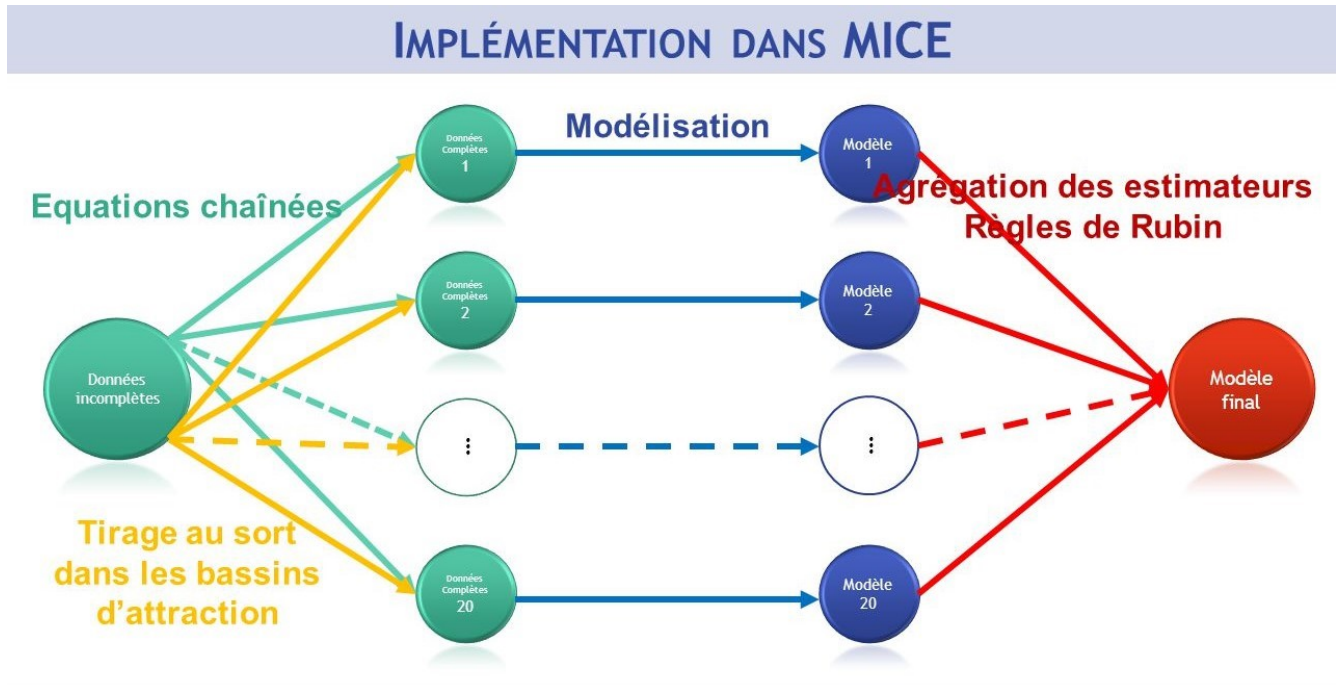 IMPLÉMENTATION DANS MICE
Equations chaînées
Tirage au sort
dans les bassins
d'attraction
Données
incomplètes
Données
Complètes
1
Données
Complètes
2
⋮
Données
Complètes
20
Modélisation
Modèle
1
Modèle
2
⋮
Modèle
20
Agrégation des estimateurs
Règles de Rubin
Modèle
final